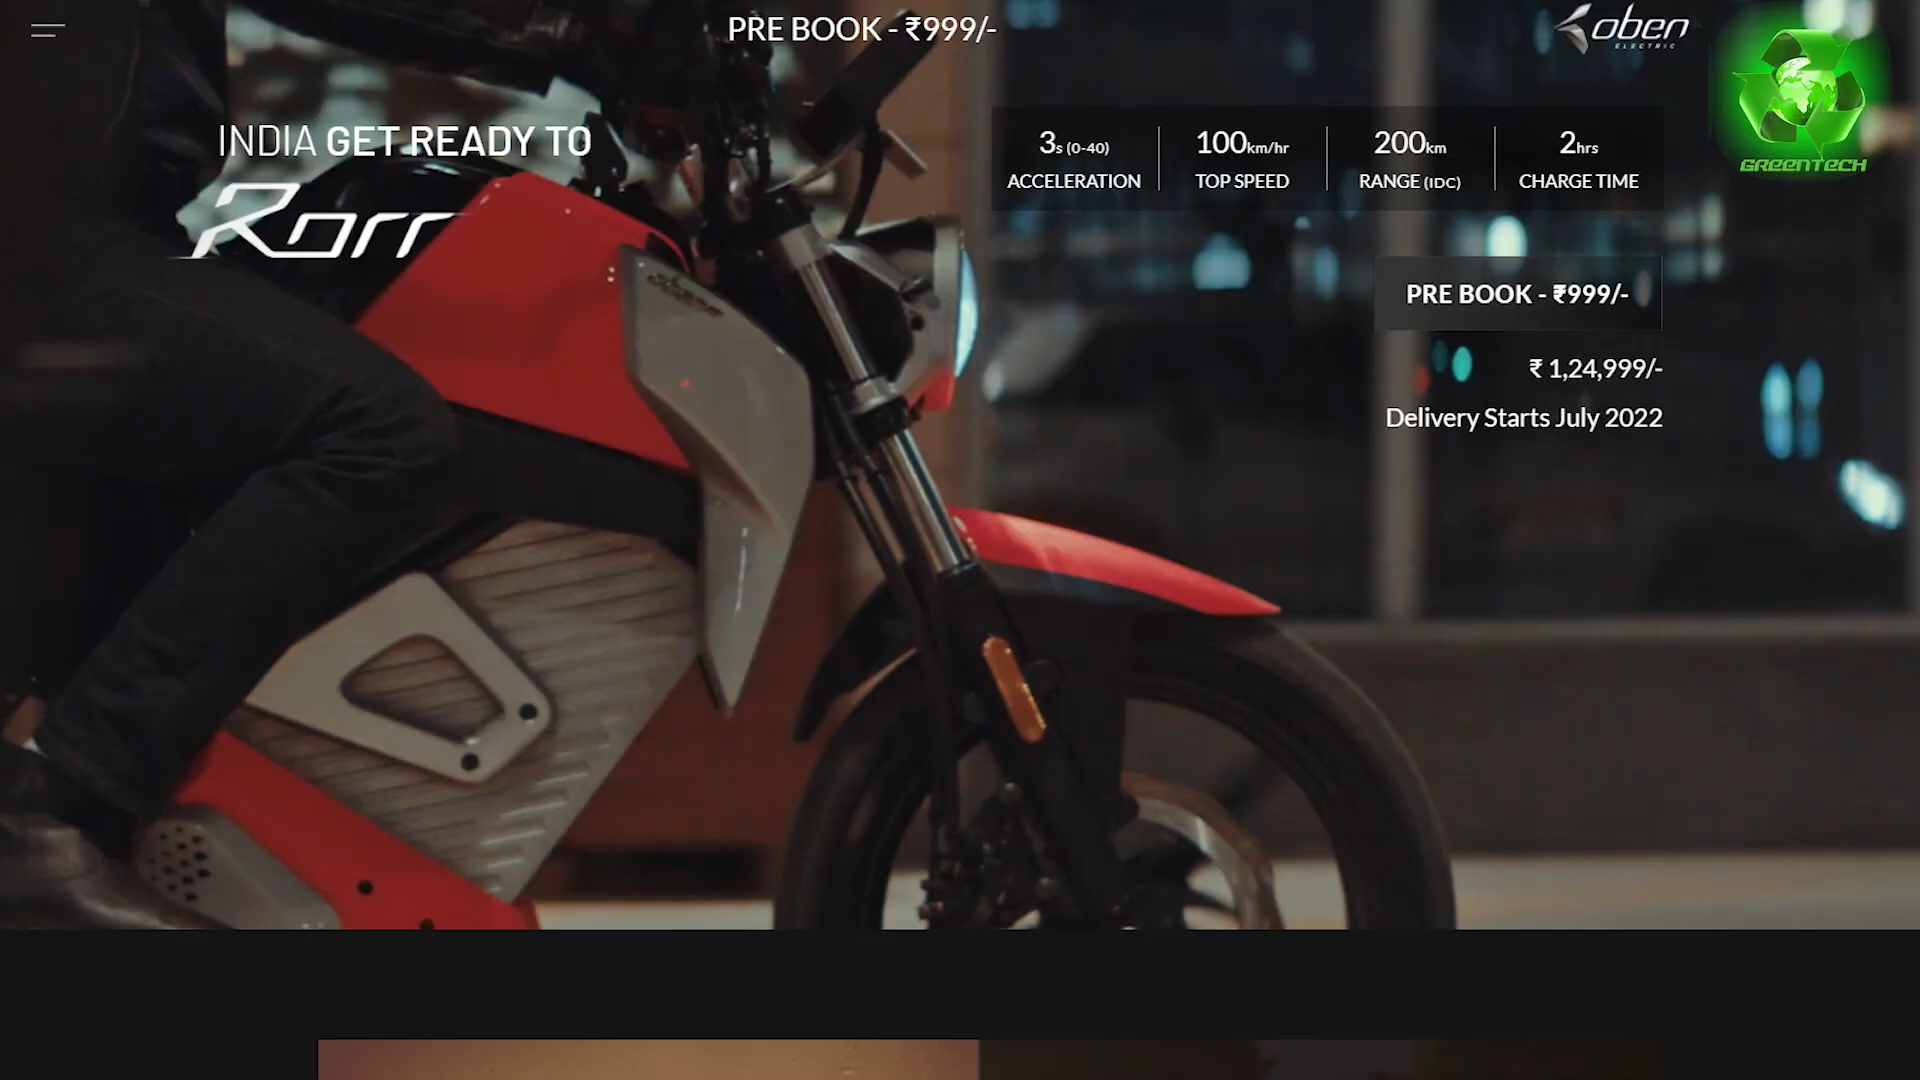 PRE BOOK - ₹999/-
oben
ELECTRIC
INDIA GET READY TO
Rorr
3s (0-40)
ACCELERATION
100km/hr
TOP SPEED
200km
RANGE (IDC)
2hrs
CHARGE TIME
GREENTECH
PRE BOOK - ₹999/-
₹ 1,24,999/-
Delivery Starts July 2022